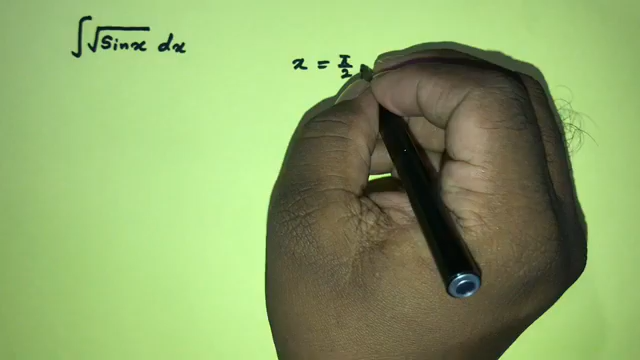 ∫√sinx dx
x = π/2